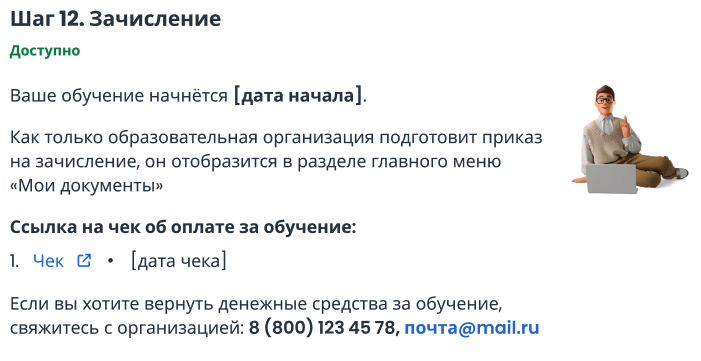 Шаг 12. Зачисление
Доступно
Ваше обучение начнётся [дата начала].
Как только образовательная организация подготовит приказ
на зачисление, он отобразится в разделе главного меню
«Мои документы»
Ссылка на чек об оплате за обучение:
1. Чек • [дата чека]
Если вы хотите вернуть денежные средства за обучение,
свяжитесь с организацией: 8 (800) 123 45 78, почта@mail.ru